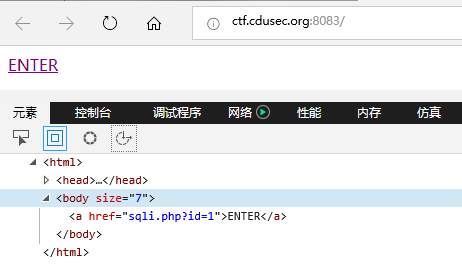 ctf.cdusec.org:8083/
ENTER
元素 控制台 调试程序 网络 性能 内存 仿真
<html>
<head>…</head>
<body size="7">
<a href="sqli.php?id=1">ENTER</a>
</body>
</html>